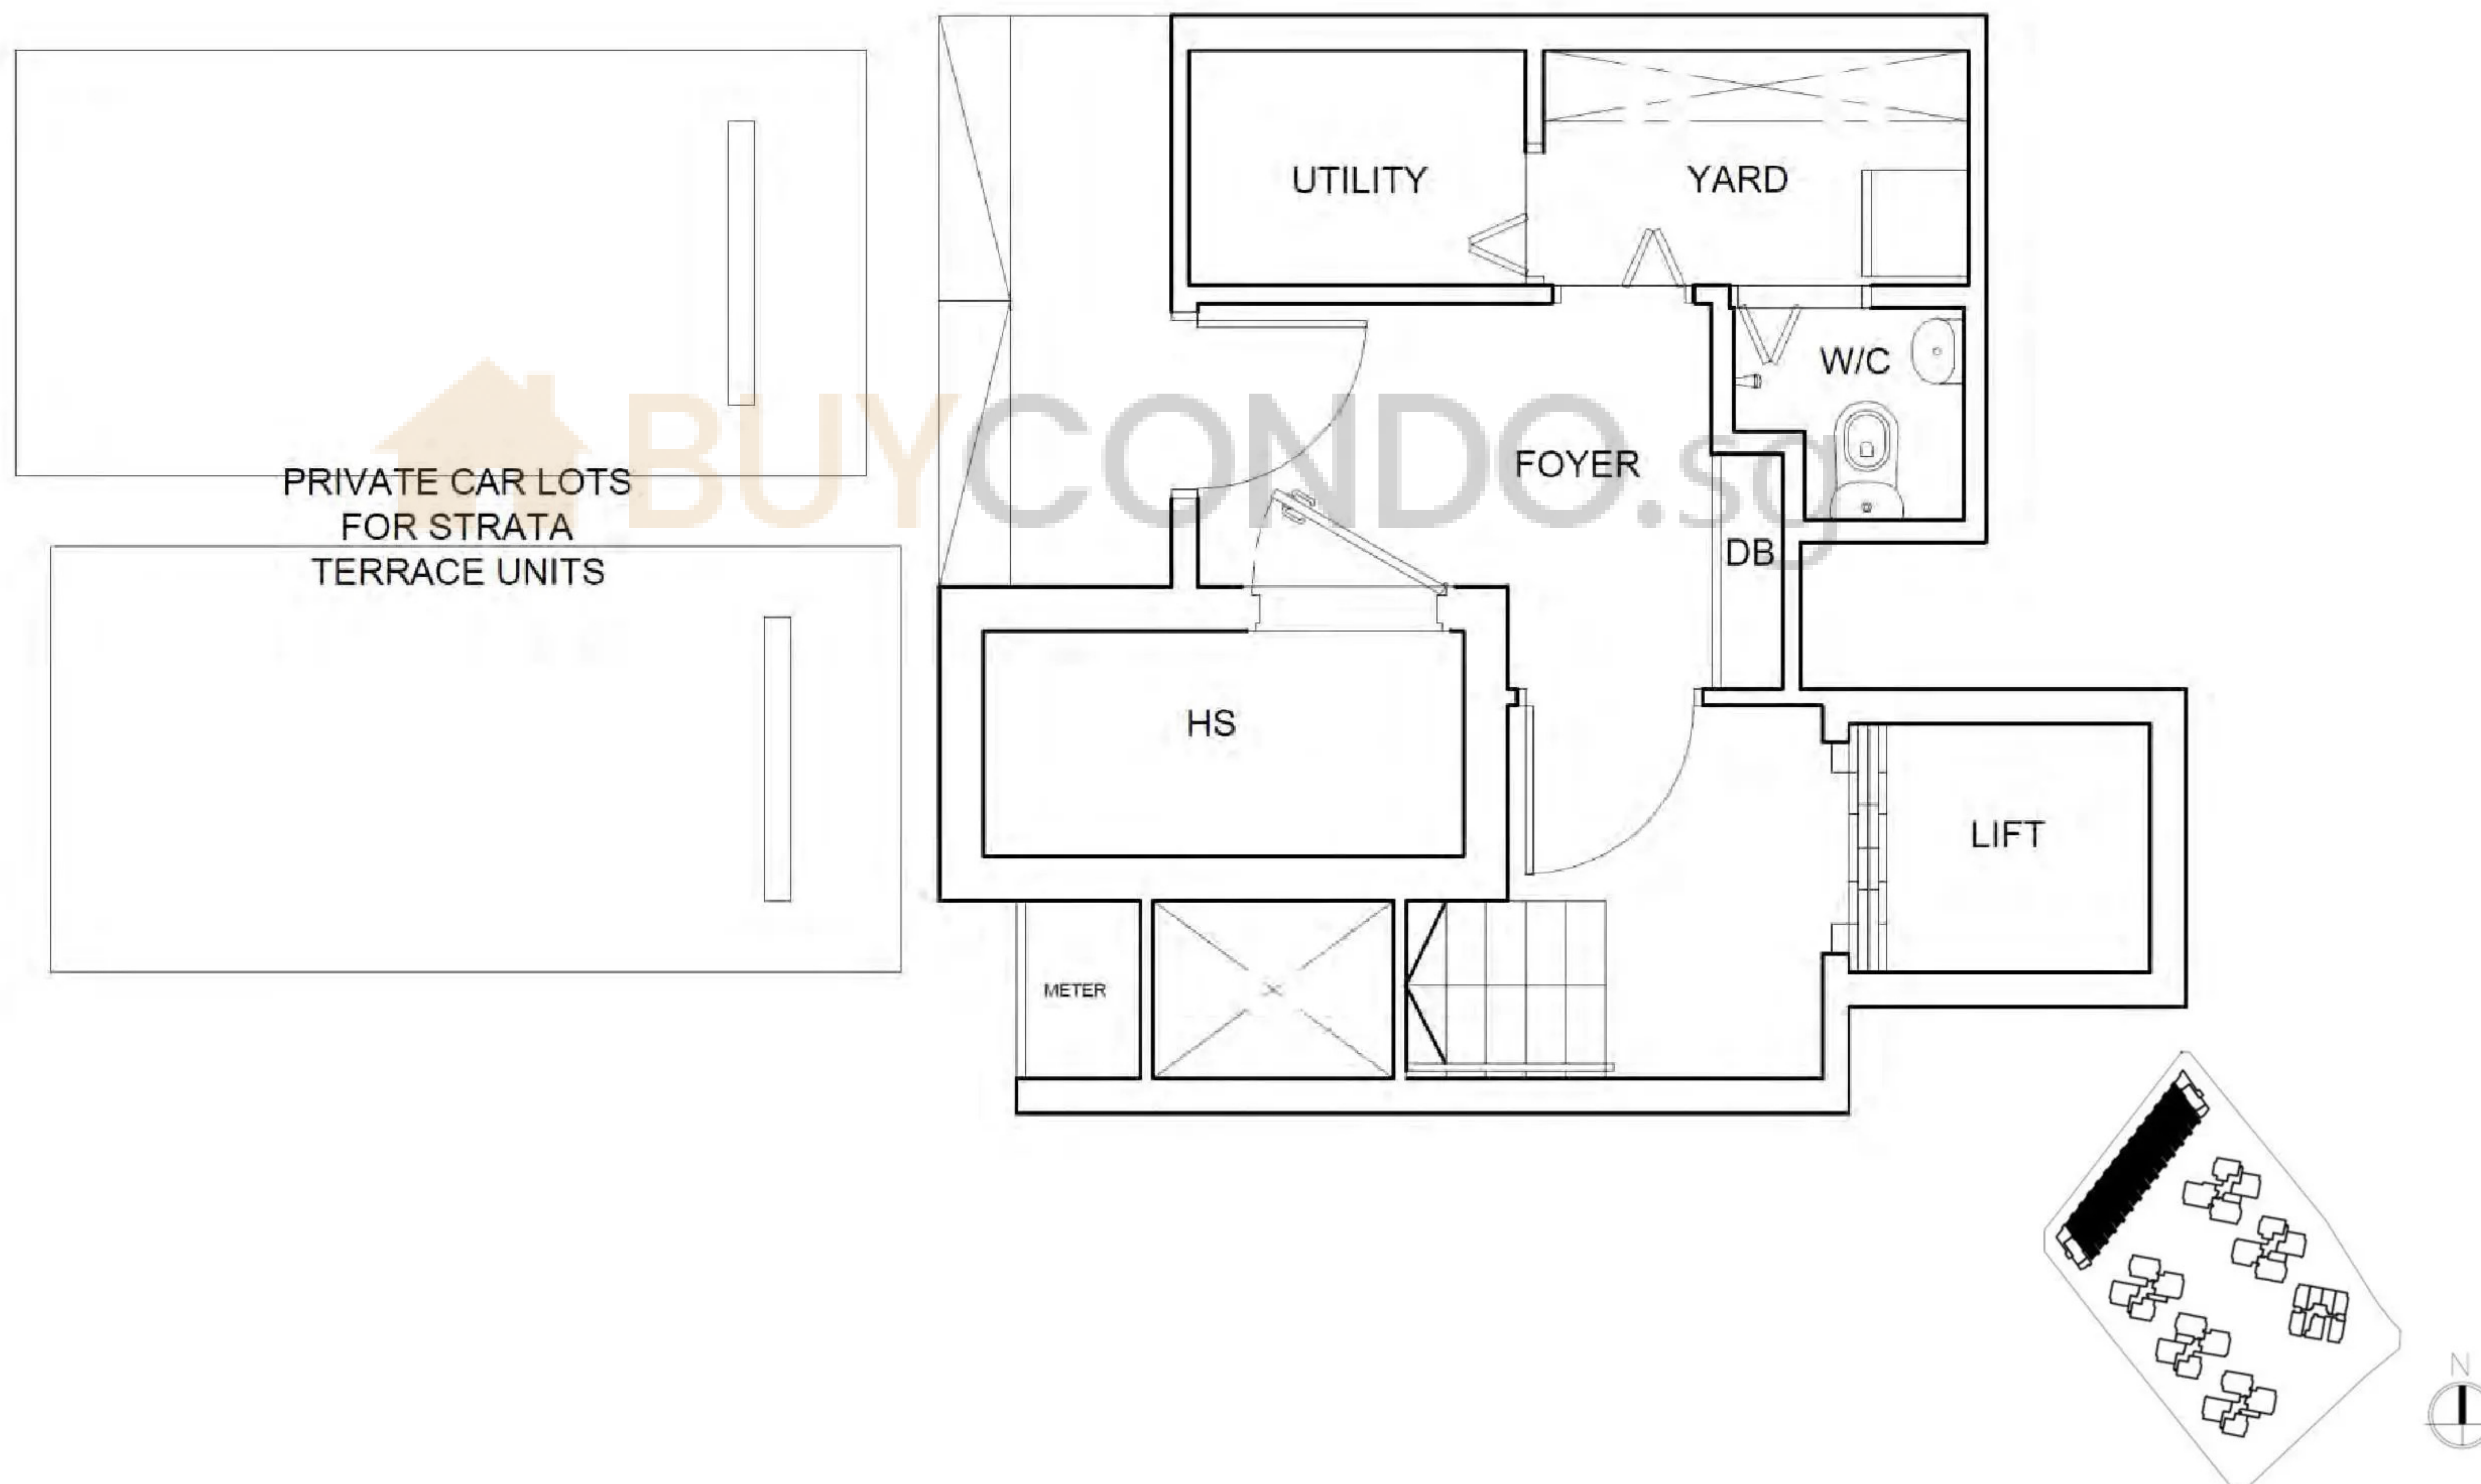 UTILITY
YARD
W/C
BUYCONDO.sg
FOYER
PRIVATE CAR LOTS
FOR STRATA
TERRACE UNITS
DB
HS
LIFT
METER
N